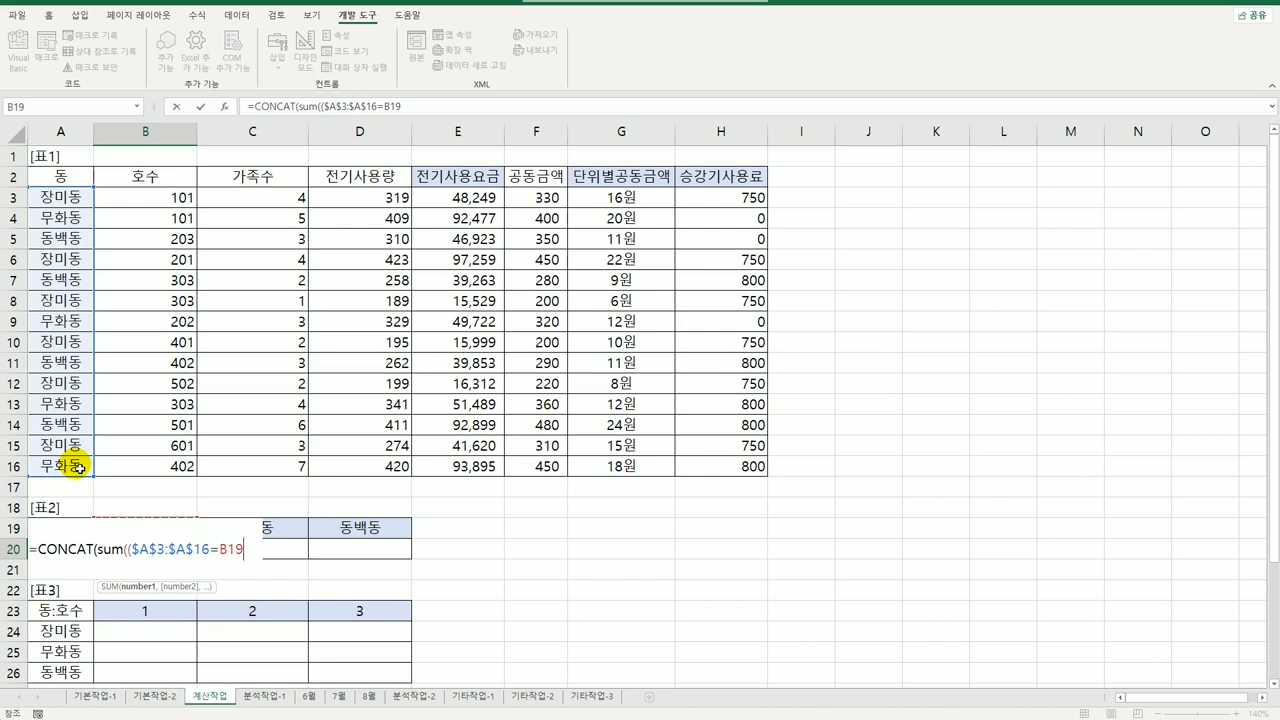 파일 홈 삽입 페이지 레이아웃 수식 데이터 검토 보기 개발 도구 도움말 공유
Visual Basic
매크로
매크로 기록
상대 참조로 기록
매크로 보안
코드
추가 기능
Excel 추가 기능
COM 추가 기능
추가 기능
삽입
디자인 모드
속성
코드 보기
대화 상자 실행
컨트롤
원본
맵 속성
확장 팩
데이터 새로 고침
가져오기
내보내기
XML
B19 =CONCAT(sum(($A$3:$A$16=B19
A B C D E F G H I J K L M N O
1 [표1]
2 동 호수 가족수 전기사용량 전기사용요금 공동금액 단위별공동금액 승강기사용료
3 장미동 101 4 319 48,249 330 16원 750
4 무화동 101 5 409 92,477 400 20원 0
5 동백동 203 3 310 46,923 350 11원 0
6 장미동 201 4 423 97,259 450 22원 750
7 동백동 303 2 258 39,263 280 9원 800
8 장미동 303 1 189 15,529 200 6원 750
9 무화동 202 3 329 49,722 320 12원 0
10 장미동 401 2 195 15,999 200 10원 750
11 동백동 402 3 262 39,853 290 11원 800
12 장미동 502 2 199 16,312 220 8원 750
13 무화동 303 4 341 51,489 360 12원 800
14 동백동 501 6 411 92,899 480 24원 800
15 장미동 601 3 274 41,620 310 15원 750
16 무화동 402 7 420 93,895 450 18원 800
17
18 [표2]
19 동 동백동
20 =CONCAT(sum(($A$3:$A$16=B19
21
22 [표3] SUM(number1, [number2], ...)
23 동:호수 1 2 3
24 장미동
25 무화동
26 동백동
기본작업-1 기본작업-2 계산작업 분석작업-1 6월 7월 8월 분석작업-2 기타작업-1 기타작업-2 기타작업-3
참조 140%